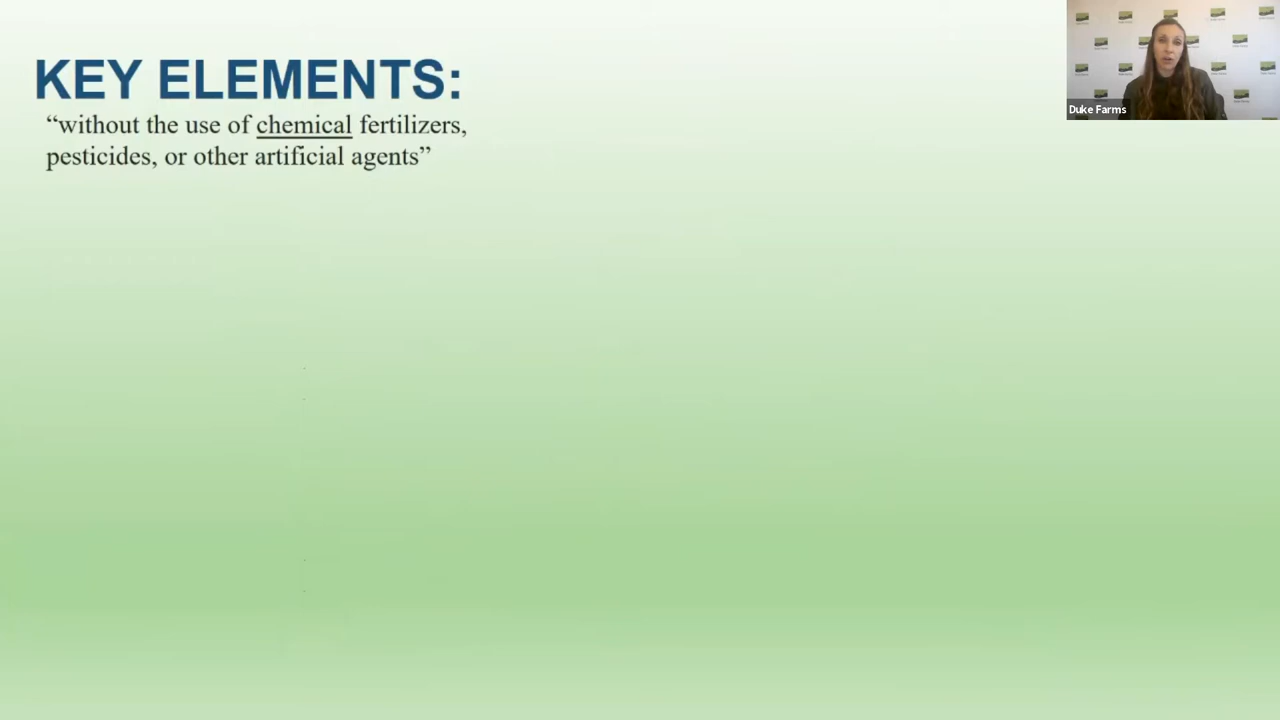 KEY ELEMENTS:
“without the use of chemical fertilizers,
pesticides, or other artificial agents”
Duke Farms